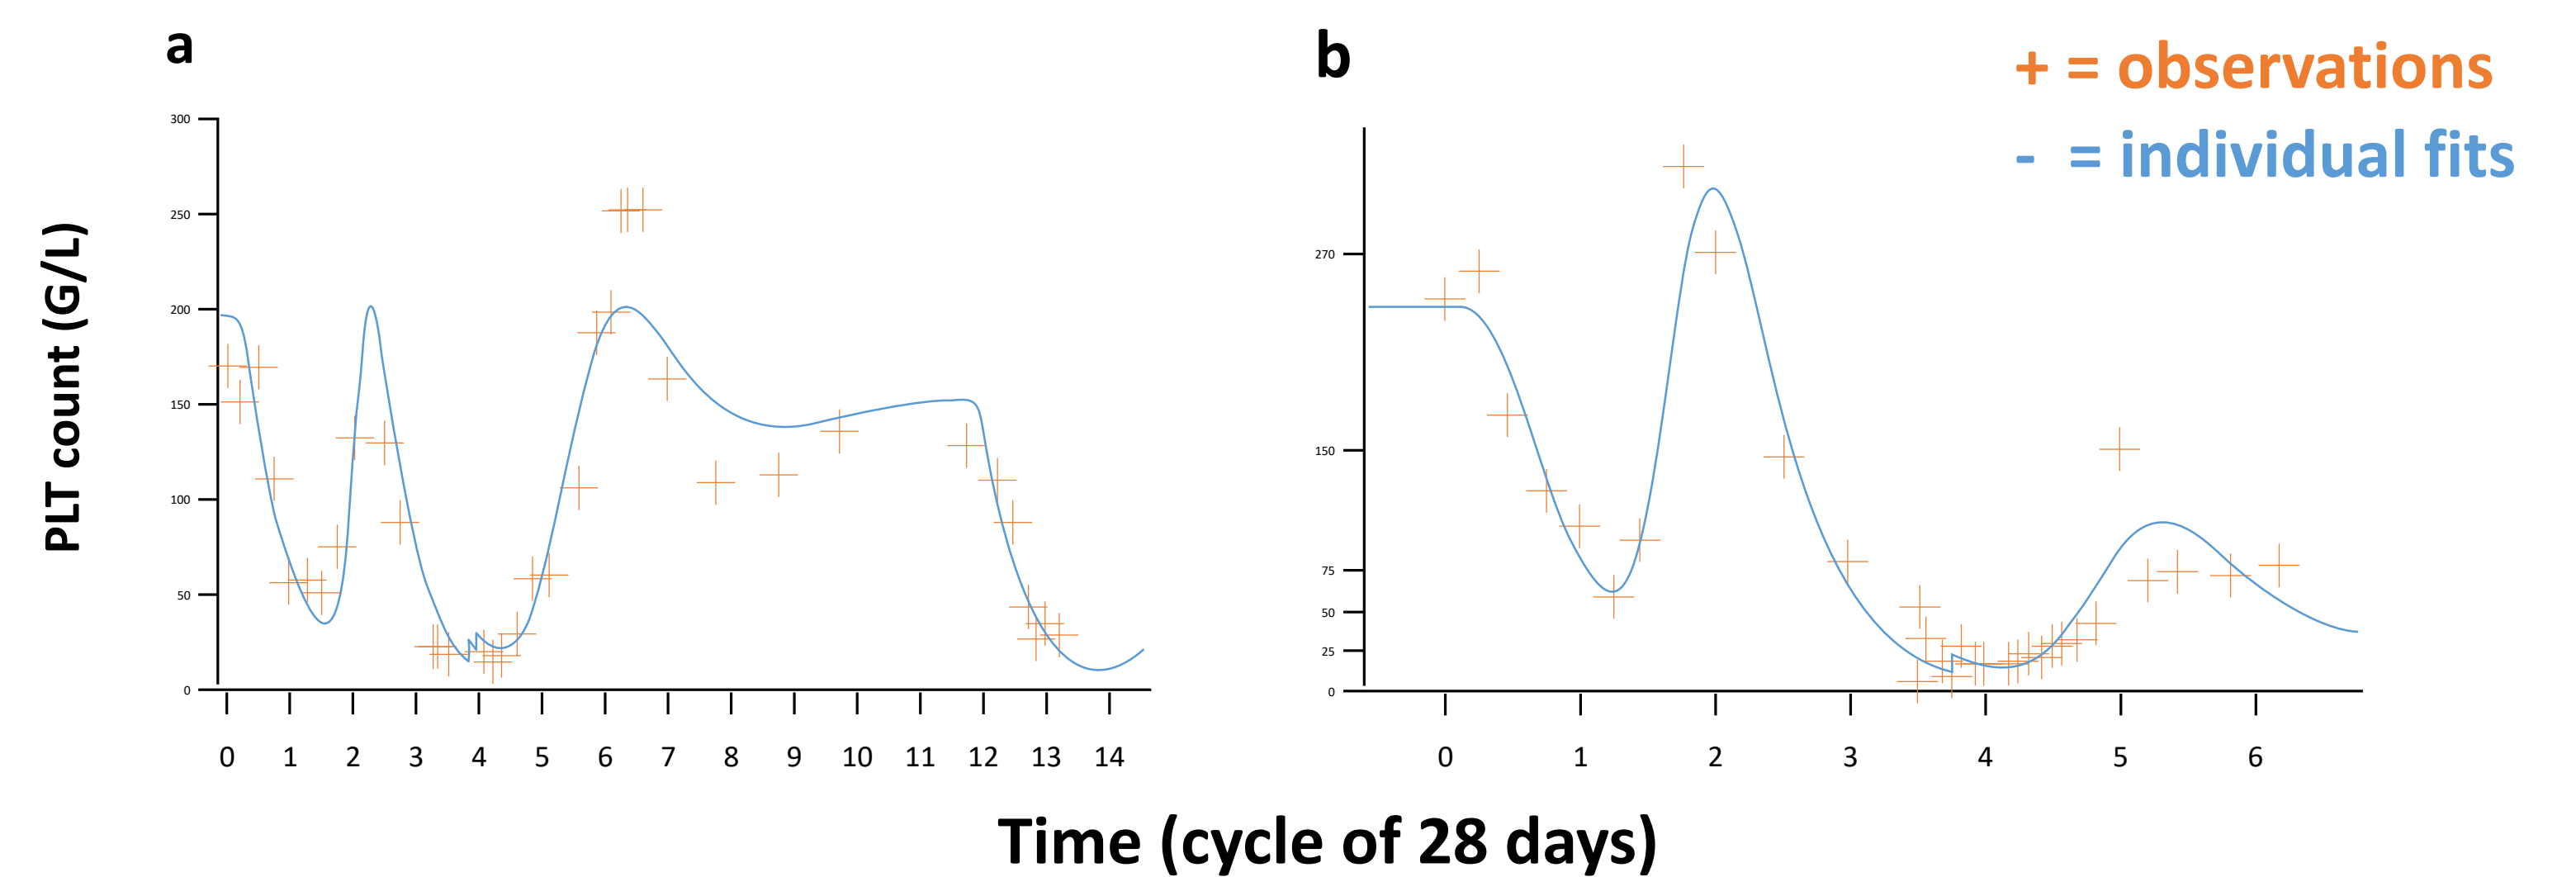 a
b
+ = observations
- = individual fits
PLT count (G/L)
300
250
200
150
100
50
0
0 1 2 3 4 5 6 7 8 9 10 11 12 13 14
270
150
75
50
25
0
0 1 2 3 4 5 6
Time (cycle of 28 days)